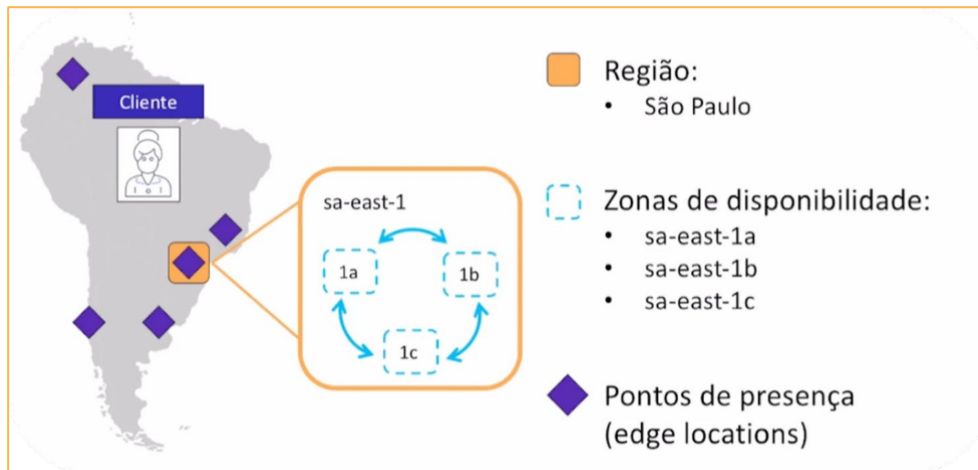 Cliente
sa-east-1
1a
1b
1c
Região:
• São Paulo
Zonas de disponibilidade:
• sa-east-1a
• sa-east-1b
• sa-east-1c
Pontos de presença
(edge locations)